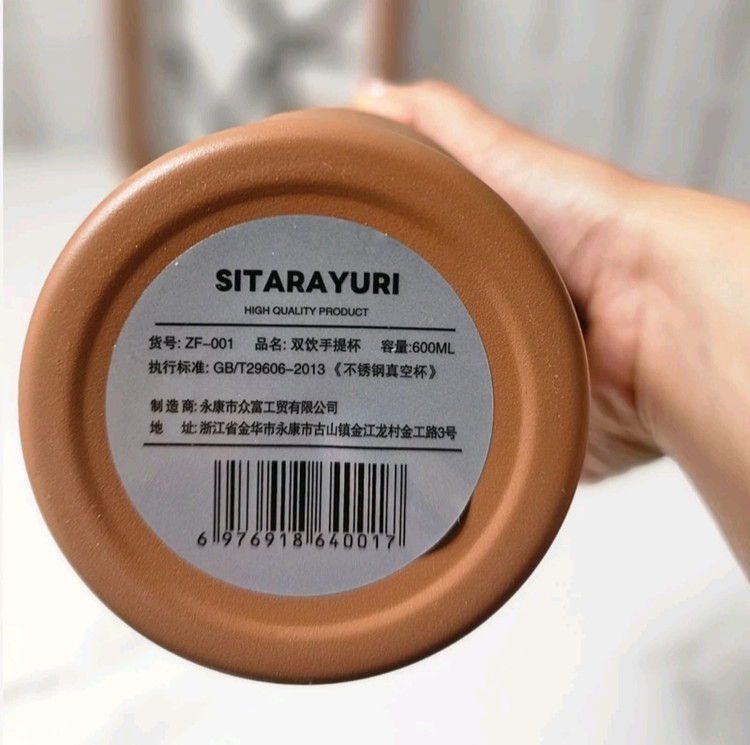 SITARAYURI
HIGH QUALITY PRODUCT
货号: ZF-001 品名: 双饮手提杯 容量:600ML
执行标准: GB/T29606-2013《不锈钢真空杯》
制 造 商: 永康市众富工贸有限公司
地 址: 浙江省金华市永康市古山镇金江龙村金工路3号
6 976918 640017